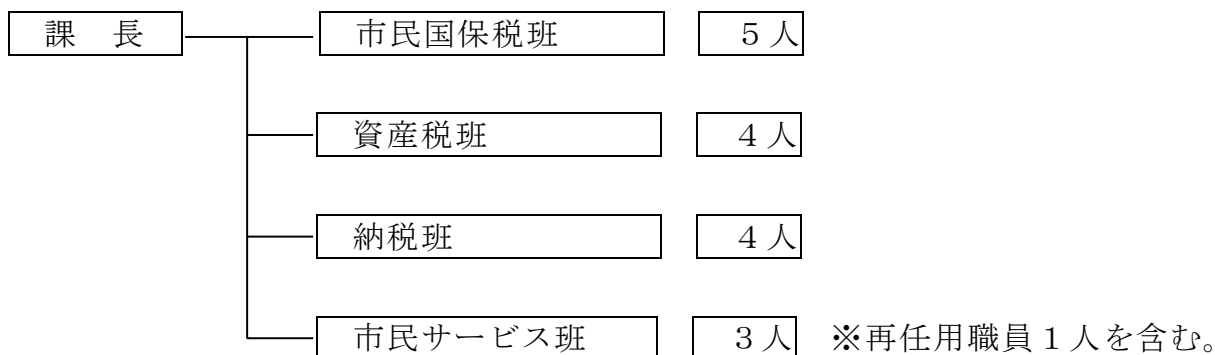 課　長　市民国保税班　５人
資産税班　４人
納税班　４人
市民サービス班　３人　※再任用職員１人を含む。